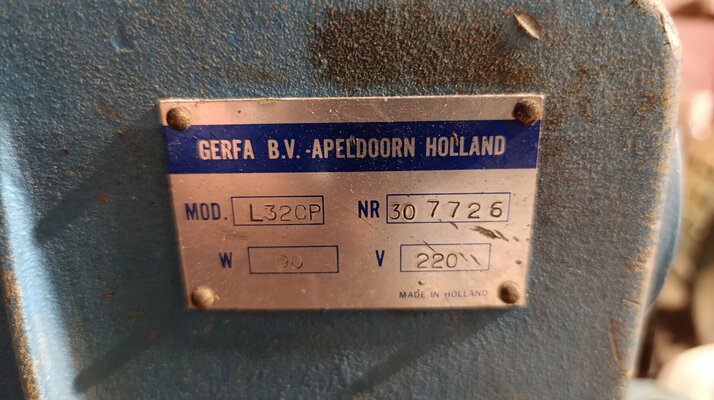 GERFA B.V. -APELDOORN HOLLAND
MOD. L32CP NR 30 7726
W 90 V 220
MADE IN HOLLAND